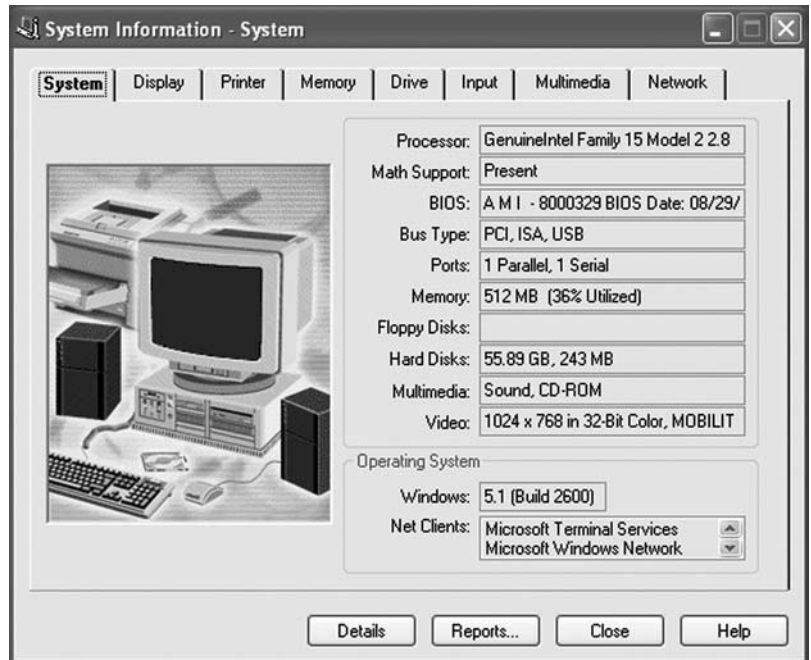 System Information - System
System Display Printer Memory Drive Input Multimedia Network
Processor: GenuineIntel Family 15 Model 2 2.8
Math Support: Present
BIOS: A M I - 8000329 BIOS Date: 08/29/
Bus Type: PCI, ISA, USB
Ports: 1 Parallel, 1 Serial
Memory: 512 MB (36% Utilized)
Floppy Disks:
Hard Disks: 55.89 GB, 243 MB
Multimedia: Sound, CD-ROM
Video: 1024 x 768 in 32-Bit Color, MOBILIT
Operating System
Windows: 5.1 (Build 2600)
Net Clients: Microsoft Terminal Services
Microsoft Windows Network
Details Reports... Close Help